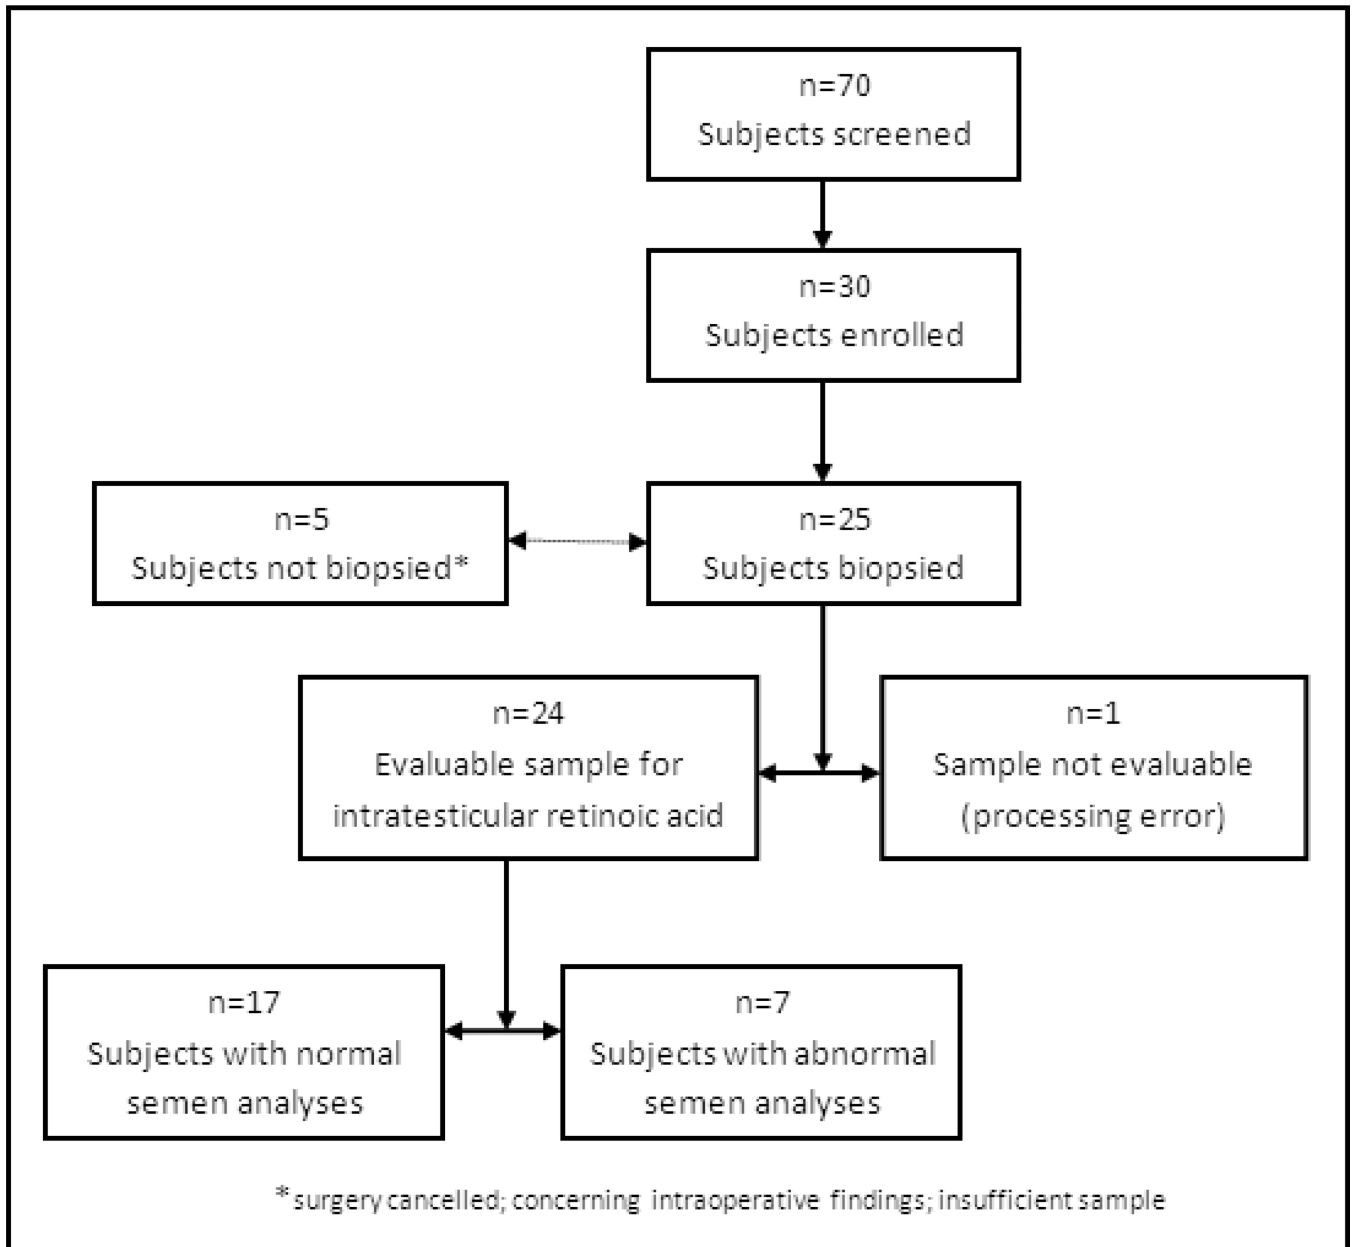 n=70
Subjects screened
n=30
Subjects enrolled
n=5
Subjects not biopsied*
n=25
Subjects biopsied
n=24
Evaluable sample for
intratesticular retinoic acid
n=1
Sample not evaluable
(processing error)
n=17
Subjects with normal
semen analyses
n=7
Subjects with abnormal
semen analyses
*surgery cancelled; concerning intraoperative findings; insufficient sample